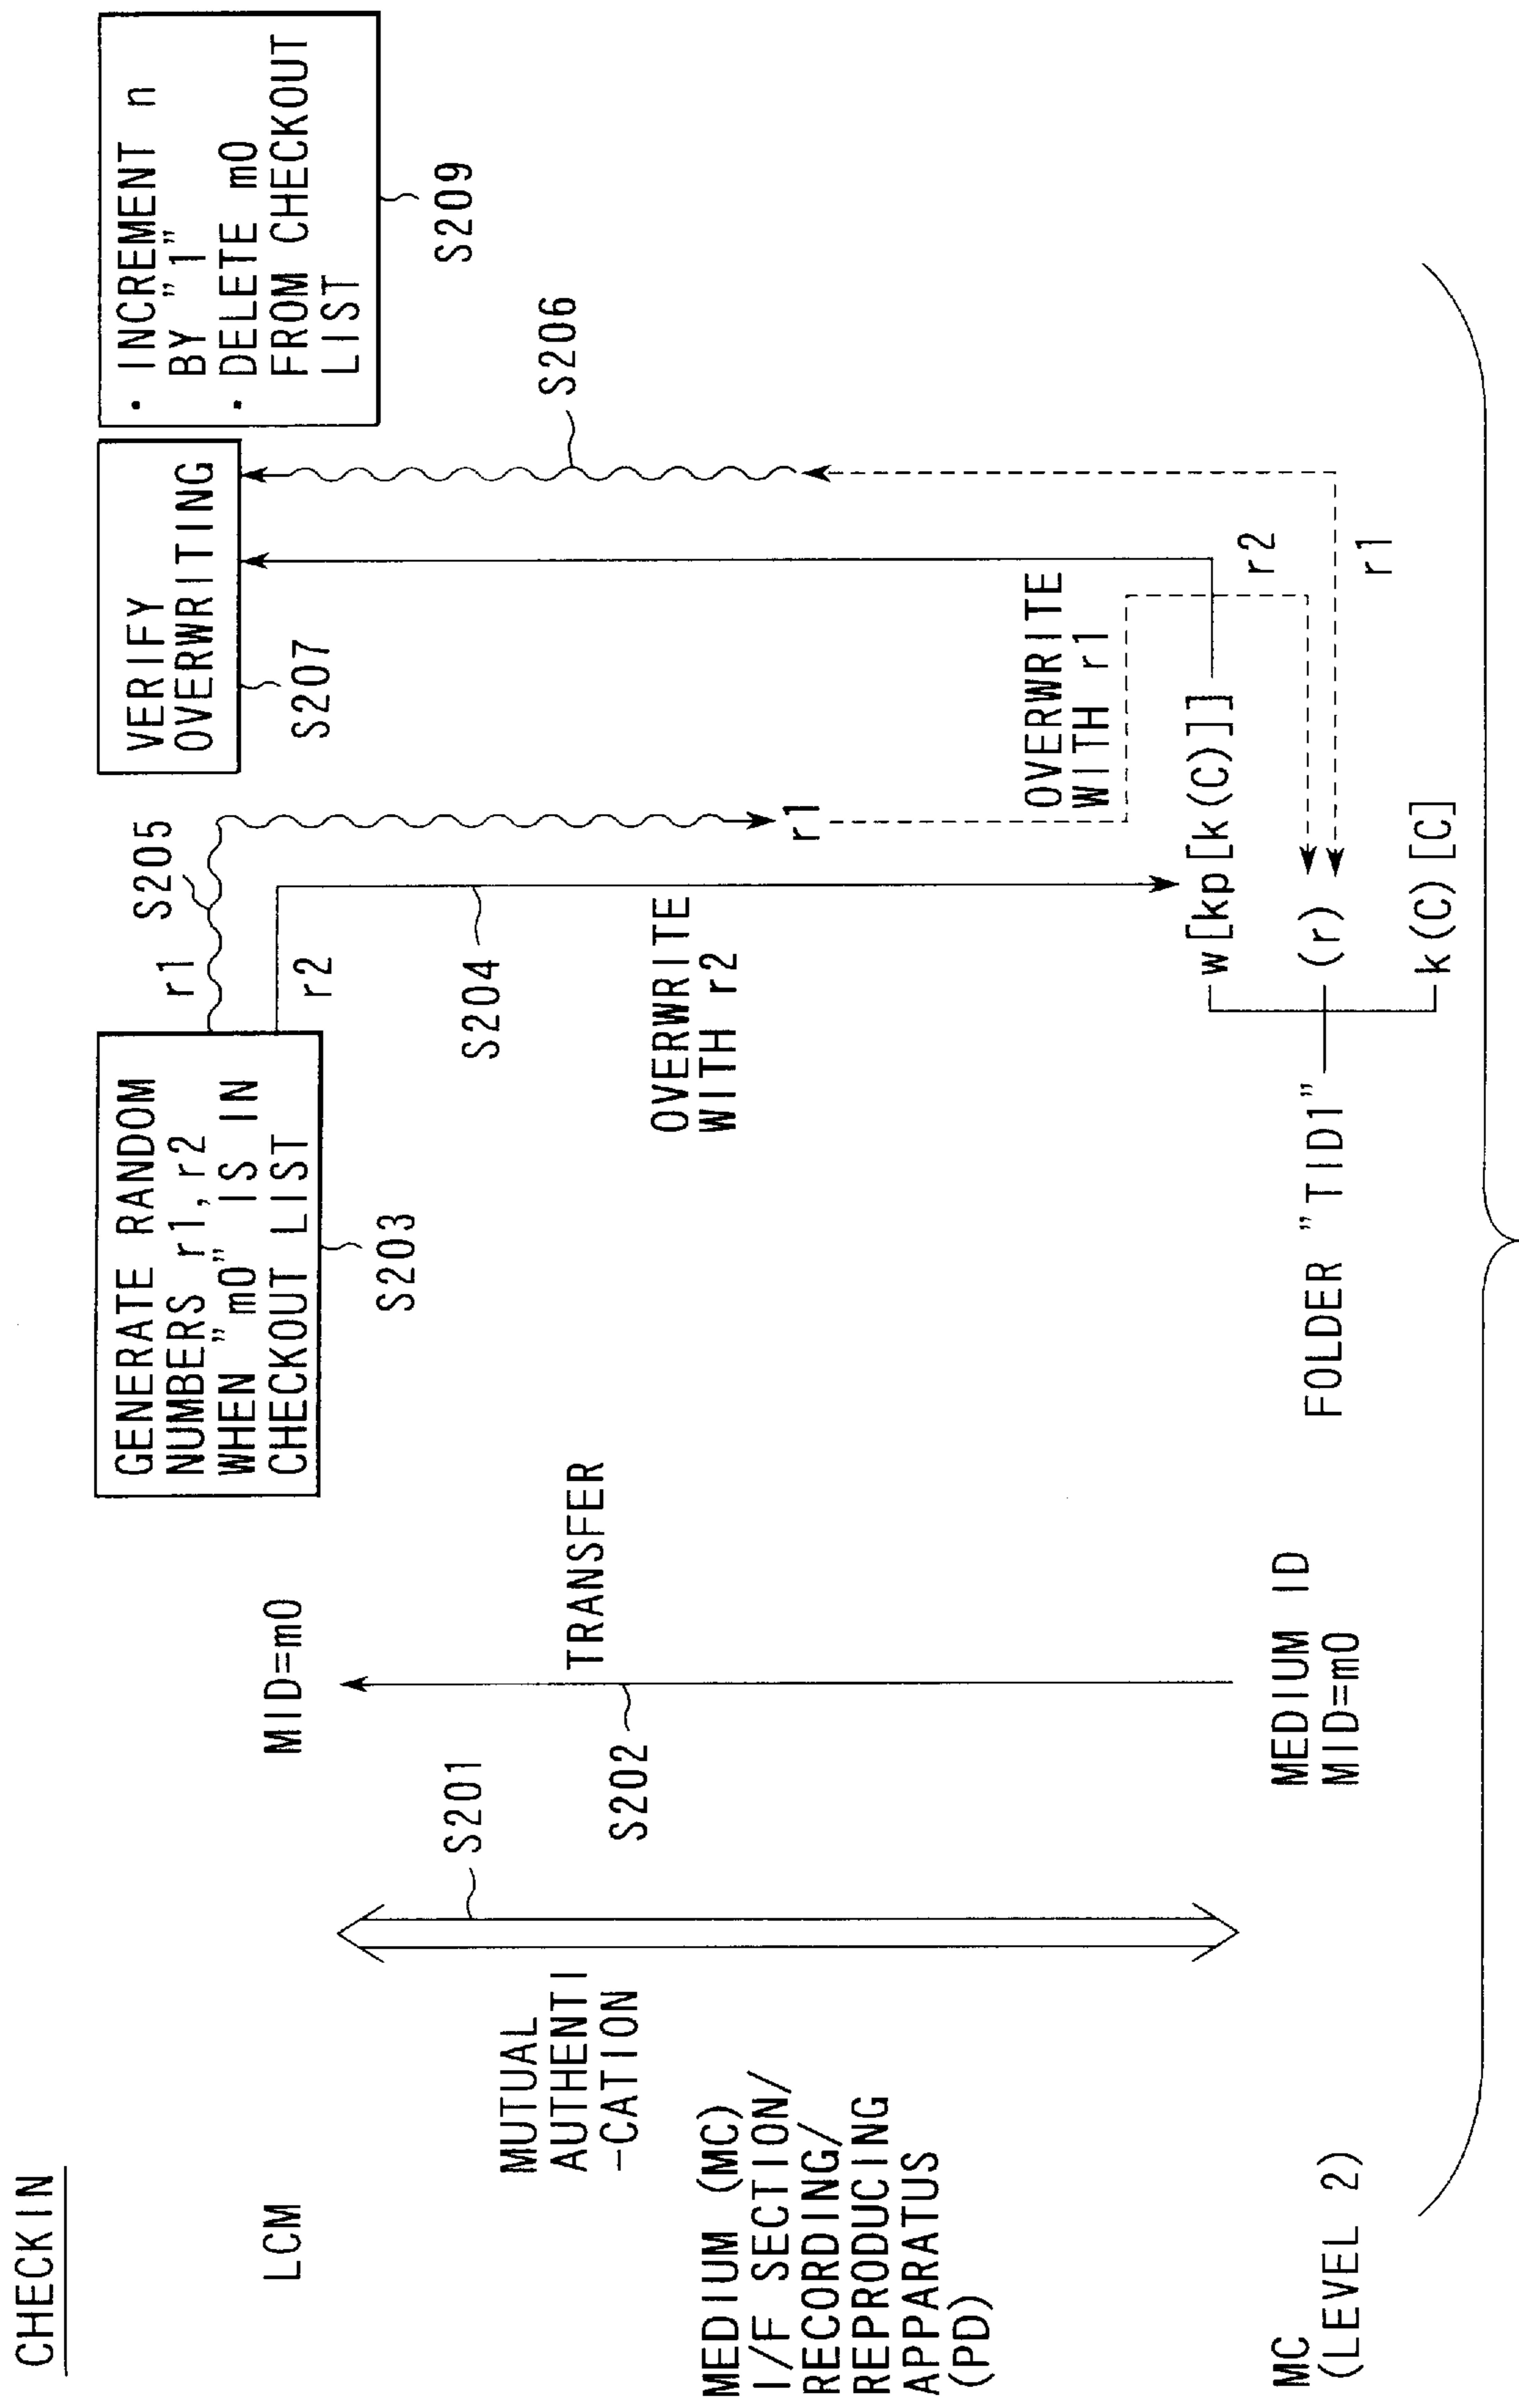 CHECKIN
LCM
MEDIUM (MC)
I/F SECTION/
RECORDING/
REPRODUCING
APPARATUS
(PD)
MC
(LEVEL 2)
MUTUAL
AUTHENTI
-CATION
S201
MID=m0
TRANSFER
S202
MEDIUM ID
MID=m0
GENERATE RANDOM
NUMBERS r1,r2
WHEN "m0" IS IN
CHECKOUT LIST
S203
r1
S205
r2
S204
OVERWRITE
WITH r2
r1
OVERWRITE
WITH r1
FOLDER "TID1"
w[kp[k(C)]]
(r)
k(C)[C]
r2
r1
VERIFY
OVERWRITING
S207
S206
• INCREMENT n
BY "1"
• DELETE m0
FROM CHECKOUT
LIST
S209